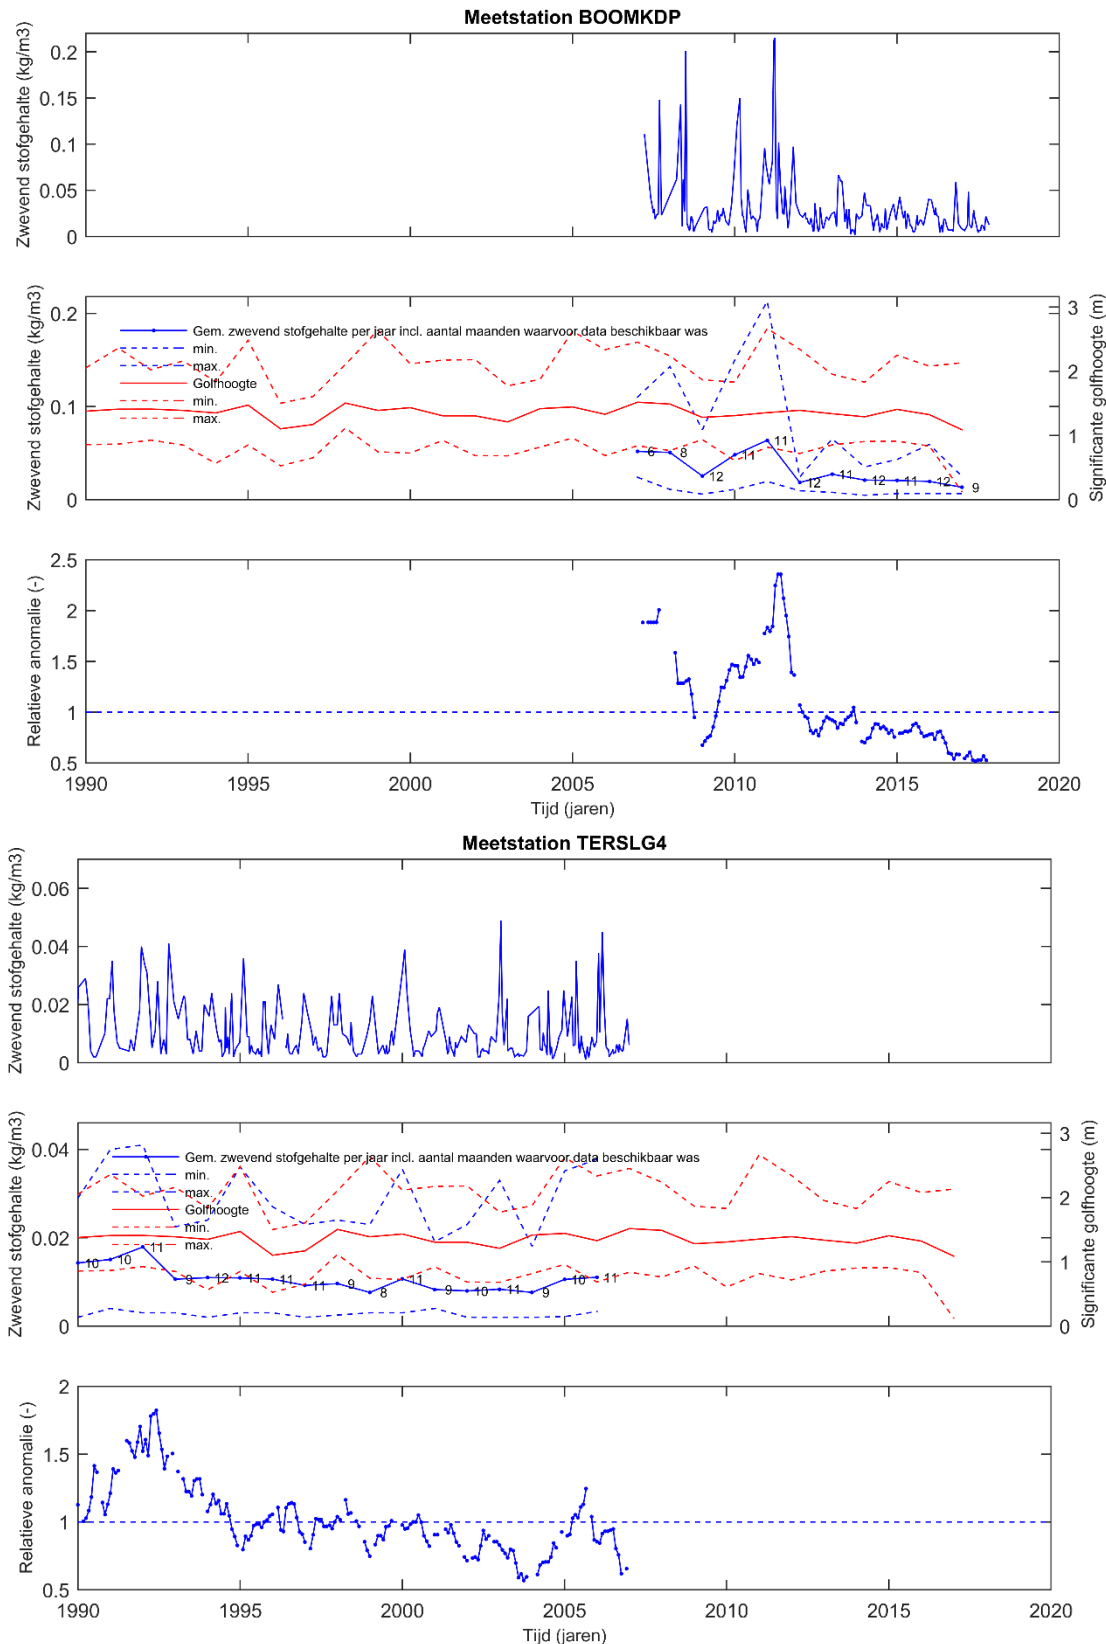 Meetstation BOOMKDP
Zwevend stofgehalte (kg/m3)
0.2
0.15
0.1
0.05
0
Zwevend stofgehalte (kg/m3)
0.2
0.1
0
Gem. zwevend stofgehalte per jaar incl. aantal maanden waarvoor data beschikbaar was
min.
max.
Golfhoogte
min.
max.
6 8 12 11 11 12 11 12 11 12 9
3
2
1
0
Significante golfhoogte (m)
Relatieve anomalie (-)
2.5
2
1.5
1
0.5
1990 1995 2000 2005 2010 2015 2020
Tijd (jaren)
Meetstation TERSLG4
Zwevend stofgehalte (kg/m3)
0.06
0.04
0.02
0
Zwevend stofgehalte (kg/m3)
0.04
0.02
0
Gem. zwevend stofgehalte per jaar incl. aantal maanden waarvoor data beschikbaar was
min.
max.
Golfhoogte
min.
max.
10 10 11 9 12 11 11 11 9 8 11 9 10 11 9 10 11
3
2
1
0
Significante golfhoogte (m)
Relatieve anomalie (-)
2
1.5
1
0.5
1990 1995 2000 2005 2010 2015 2020
Tijd (jaren)